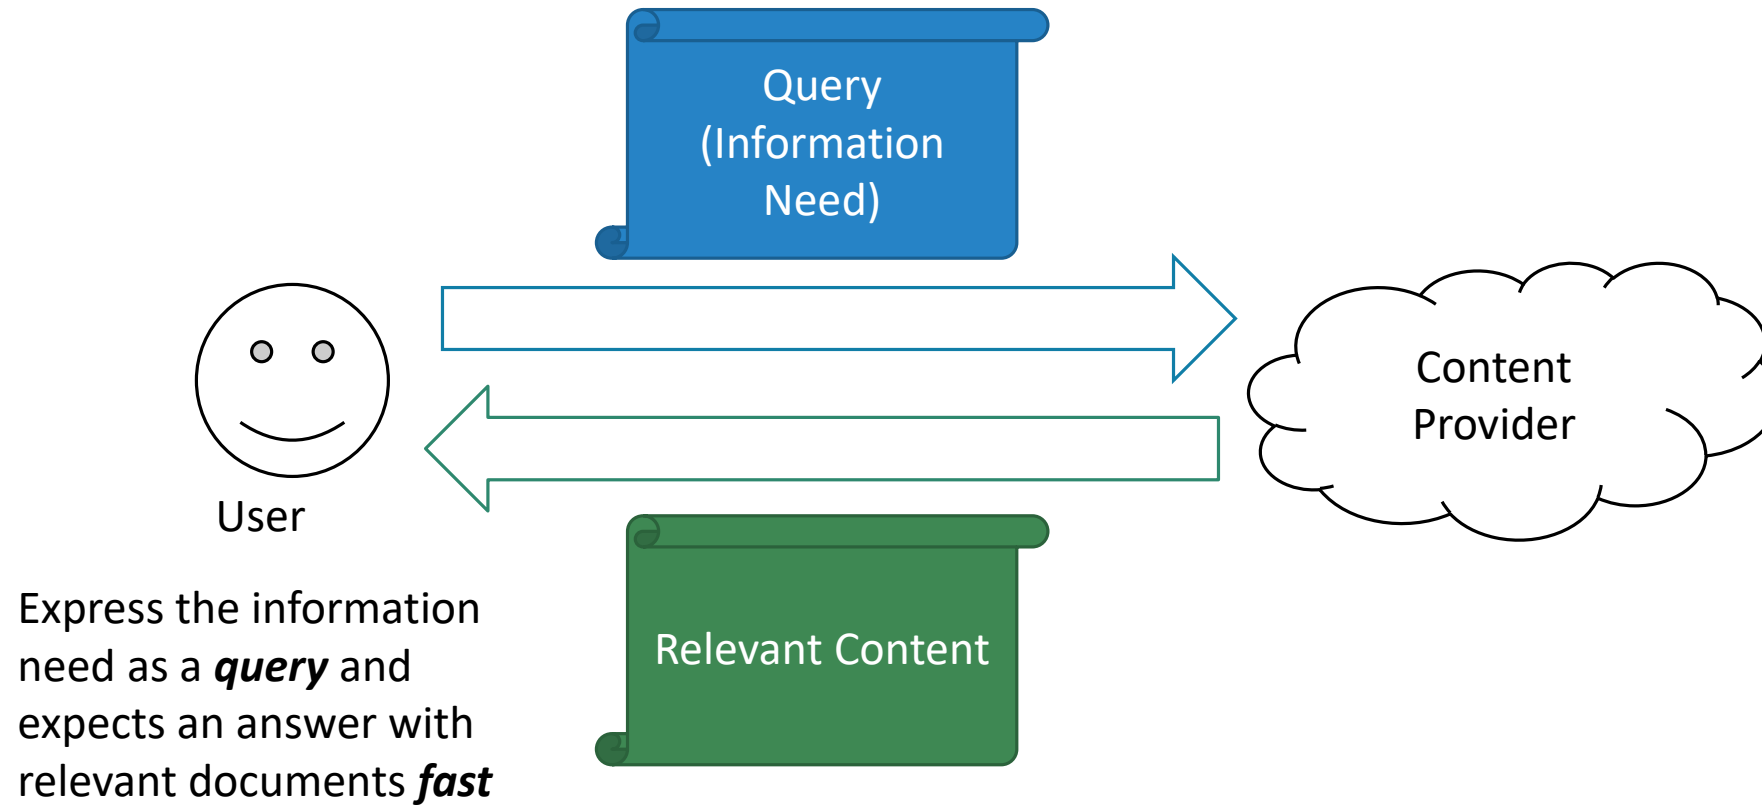 Query
(Information
Need)
Content
Provider
User
Express the information
need as a query and
expects an answer with
relevant documents fast
Relevant Content